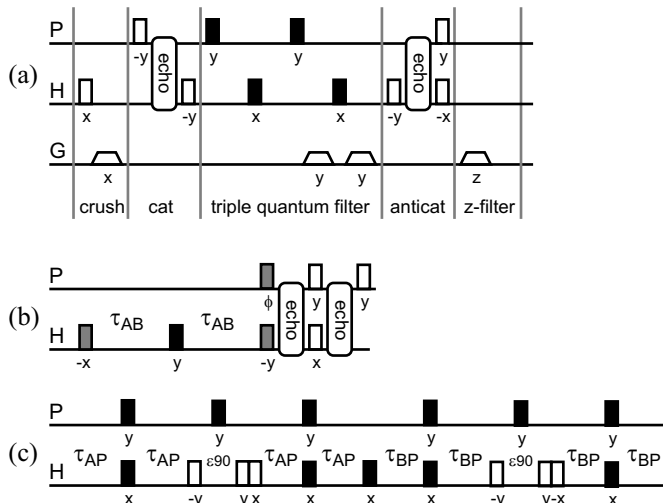 P
-y
y
y
y
echo
echo
(a)
H
x
-y
x
x
-y
-x
G
x
y
y
z
crush
cat
triple quantum filter
anticat
z-filter
P
ϕ
y
y
echo
echo
(b)
τAB
τAB
H
-x
y
-y
x
P
y
y
y
y
y
y
(c)
τAP
τAP
ε90
τAP
τAP
τBP
τBP
ε90
τBP
τBP
H
x
-y
y
x
x
x
x
-y
y
-x
x